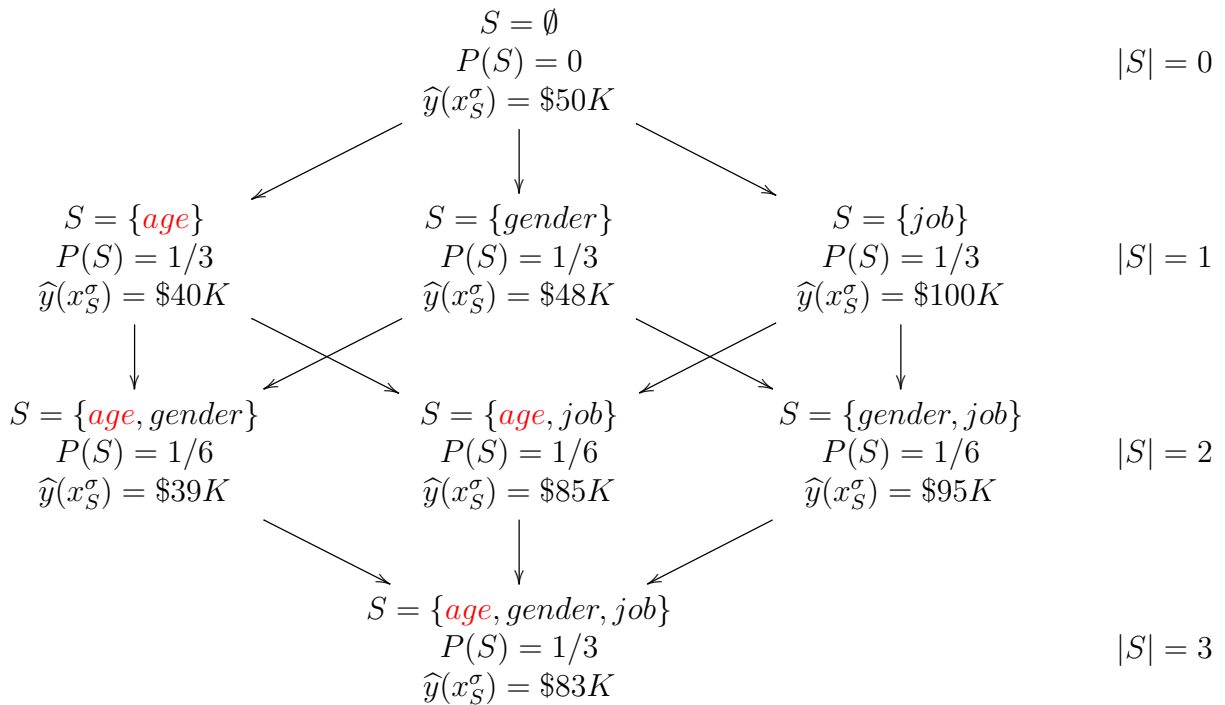 S = ∅
P(S) = 0
ŷ(x_S^σ) = $50K
|S| = 0
S = {age}
P(S) = 1/3
ŷ(x_S^σ) = $40K
S = {gender}
P(S) = 1/3
ŷ(x_S^σ) = $48K
S = {job}
P(S) = 1/3
ŷ(x_S^σ) = $100K
|S| = 1
S = {age, gender}
P(S) = 1/6
ŷ(x_S^σ) = $39K
S = {age, job}
P(S) = 1/6
ŷ(x_S^σ) = $85K
S = {gender, job}
P(S) = 1/6
ŷ(x_S^σ) = $95K
|S| = 2
S = {age, gender, job}
P(S) = 1/3
ŷ(x_S^σ) = $83K
|S| = 3